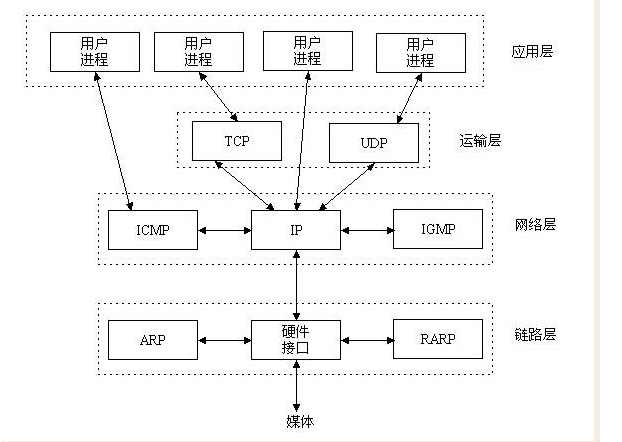 用户 用户 用户 用户
进程 进程 进程 进程
应用层
TCP UDP 运输层
ICMP IP IGMP 网络层
ARP 硬件 RARP 链路层
接口
媒体